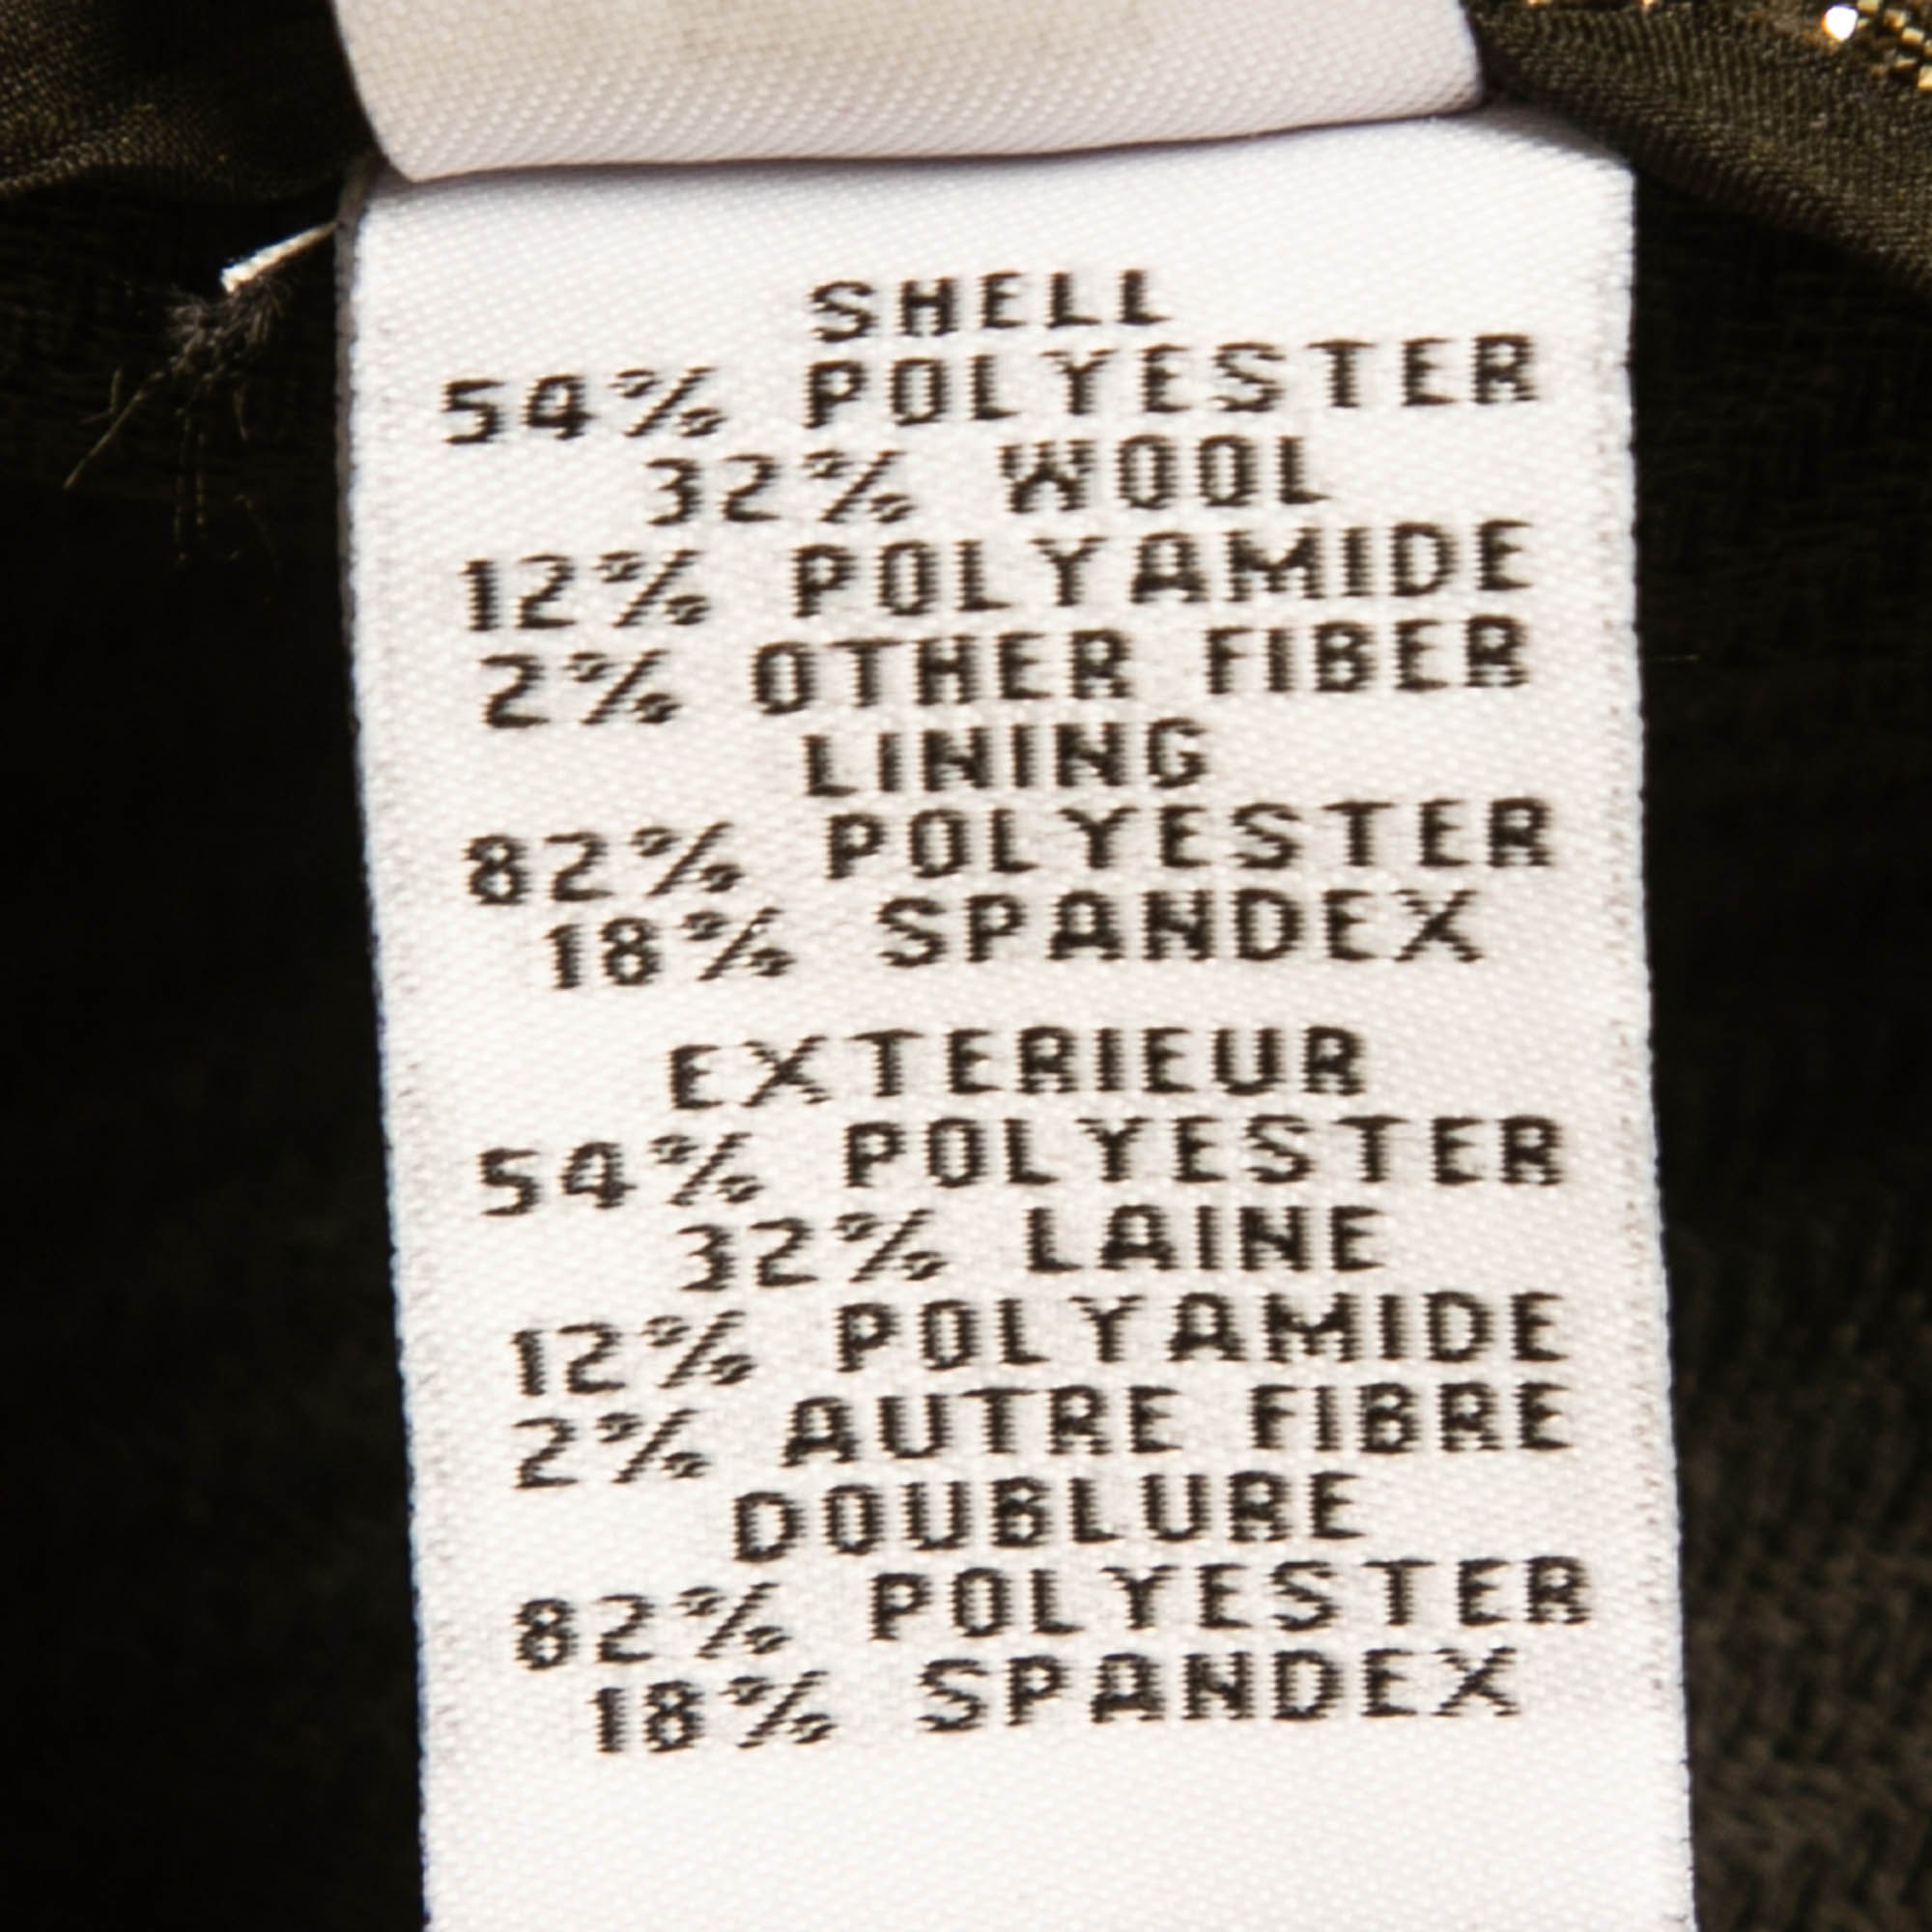 SHELL
54% POLYESTER
32% WOOL
12% POLYAMIDE
2% OTHER FIBER
LINING
82% POLYESTER
18% SPANDEX
EXTERIEUR
54% POLYESTER
32% LAINE
12% POLYAMIDE
2% AUTRE FIBRE
DOUBLURE
82% POLYESTER
18% SPANDEX